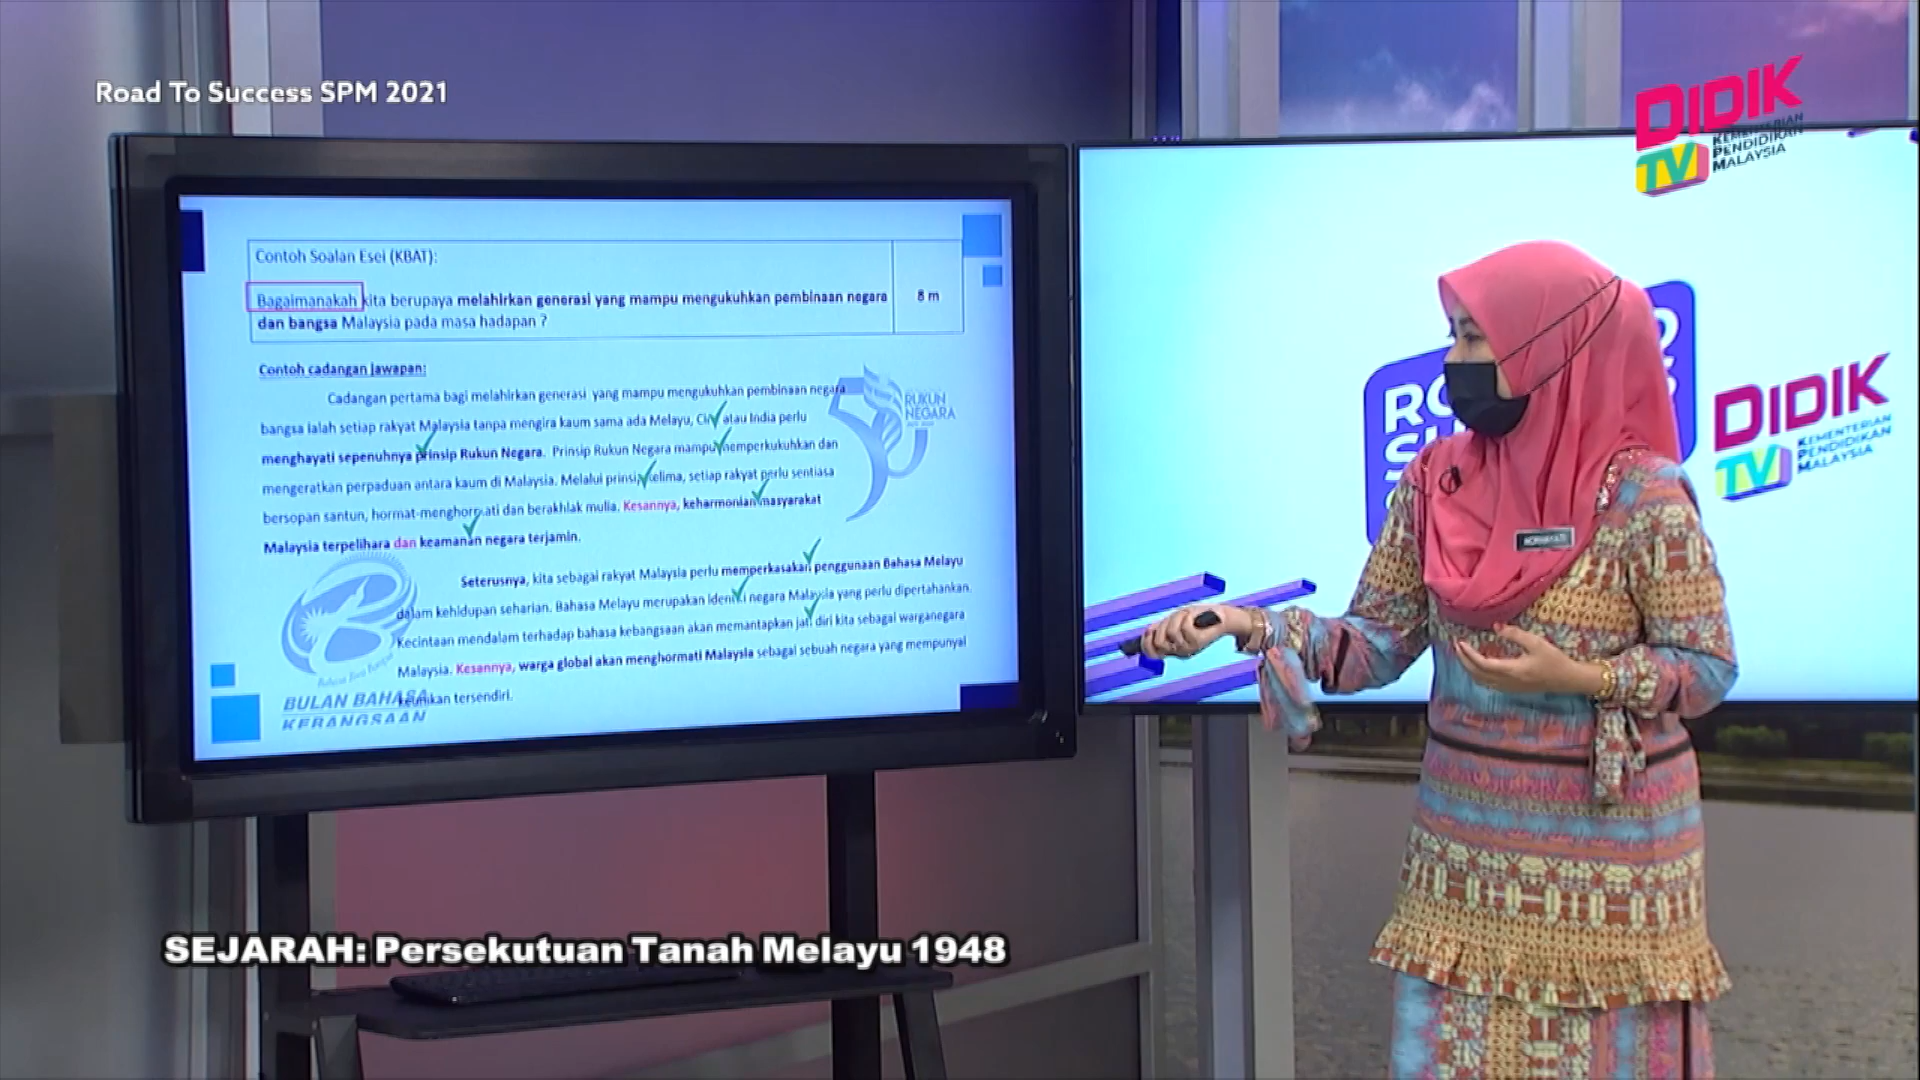 Road To Success SPM 2021
DIDIK
TV
KEMENTERIAN
PENDIDIKAN
MALAYSIA
Contoh Soalan Esei (KBAT):
Bagaimanakah kita berupaya melahirkan generasi yang mampu mengukuhkan pembinaan negara
8 m
dan bangsa Malaysia pada masa hadapan ?
Contoh cadangan jawapan:
Cadangan pertama bagi melahirkan generasi yang mampu mengukuhkan pembinaan negara
bangsa ialah setiap rakyat Malaysia tanpa mengira kaum sama ada Melayu, atau India perlu
menghayati sepenuhnya prinsip Rukun Negara. Prinsip Rukun Negara mampu memperkukuhkan dan
mengeratkan perpaduan antara kaum di Malaysia. Melalui prinsip kelima, setiap rakyat perlu sentiasa
bersopan santun, hormat-menghormati dan berakhlak mulia. Kesannya, keharmonian masyarakat
Malaysia terpelihara dan keamanan negara terjamin.
RUKUN
NEGARA
Seterusnya, kita sebagai rakyat Malaysia perlu memperkasakan penggunaan Bahasa Melayu
dalam kehidupan seharian. Bahasa Melayu merupakan identiti negara Malaysia yang perlu dipertahankan.
Kecintaan mendalam terhadap bahasa kebangsaan akan memantapkan jati diri kita sebagai warganegara
Malaysia. Kesannya, warga global akan menghormati Malaysia sebagai sebuah negara yang mempunyai
keunikan tersendiri.
BULAN BAHASA
KEBANGSAAN
DIDIK
TV
KEMENTERIAN
PENDIDIKAN
MALAYSIA
SEJARAH: Persekutuan Tanah Melayu 1948